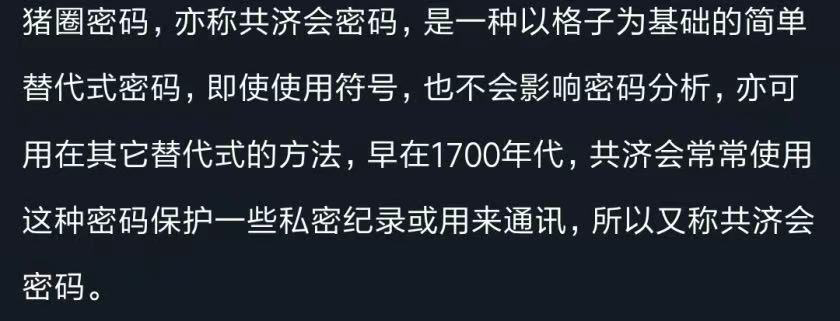 猪圈密码，亦称共济会密码，是一种以格子为基础的简单
替代式密码，即使使用符号，也不会影响密码分析，亦可
用在其它替代式的方法，早在1700年代，共济会常常使用
这种密码保护一些私密纪录或用来通讯，所以又称共济会
密码。